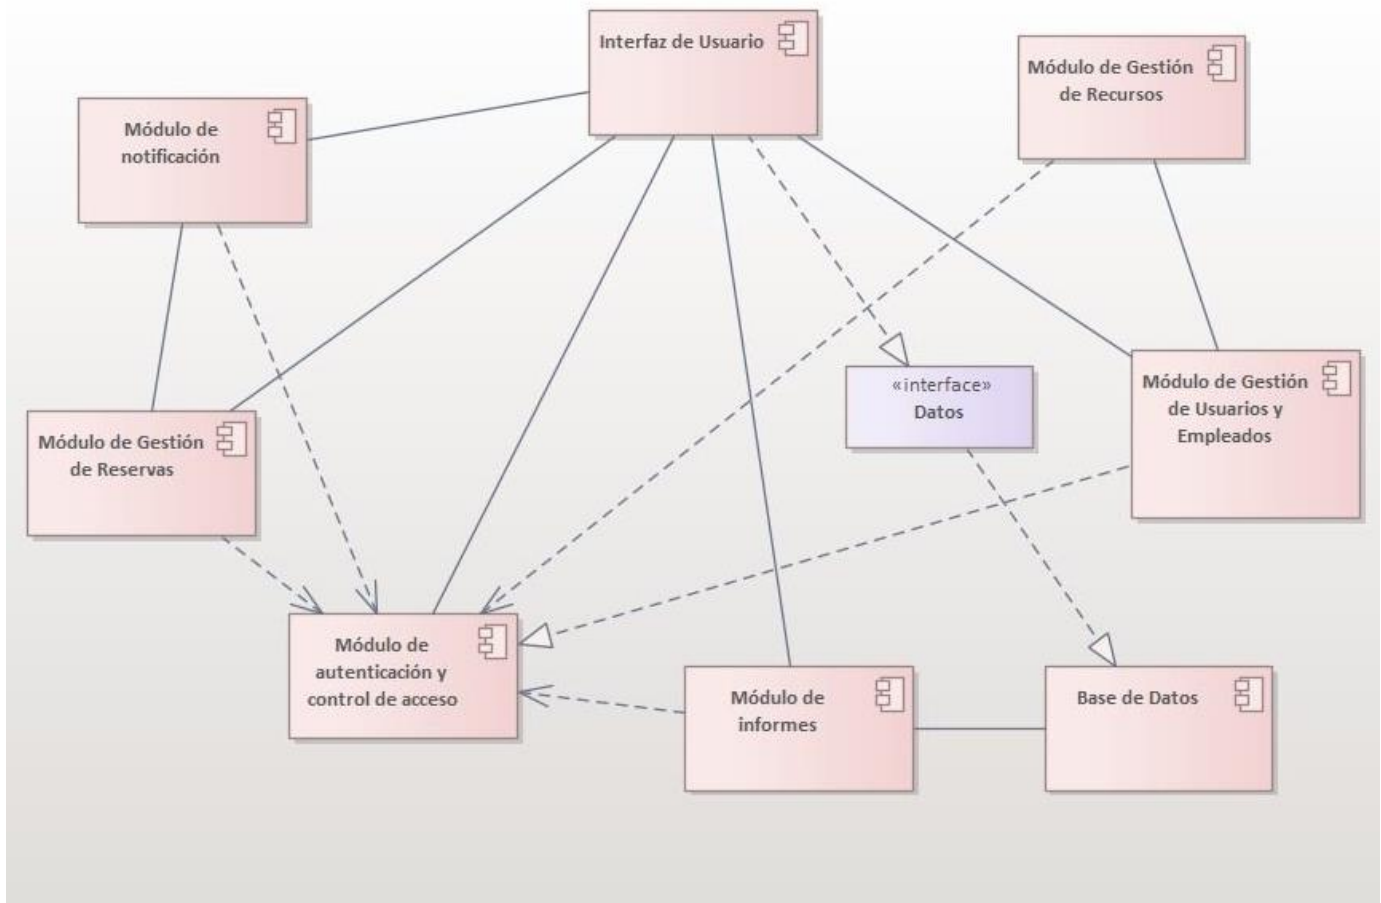 Interfaz de Usuario
Módulo de Gestión
de Recursos
Módulo de
notificación
«interface»
Datos
Módulo de Gestión
de Usuarios y
Empleados
Módulo de Gestión
de Reservas
Módulo de
autenticación y
control de acceso
Módulo de
informes
Base de Datos